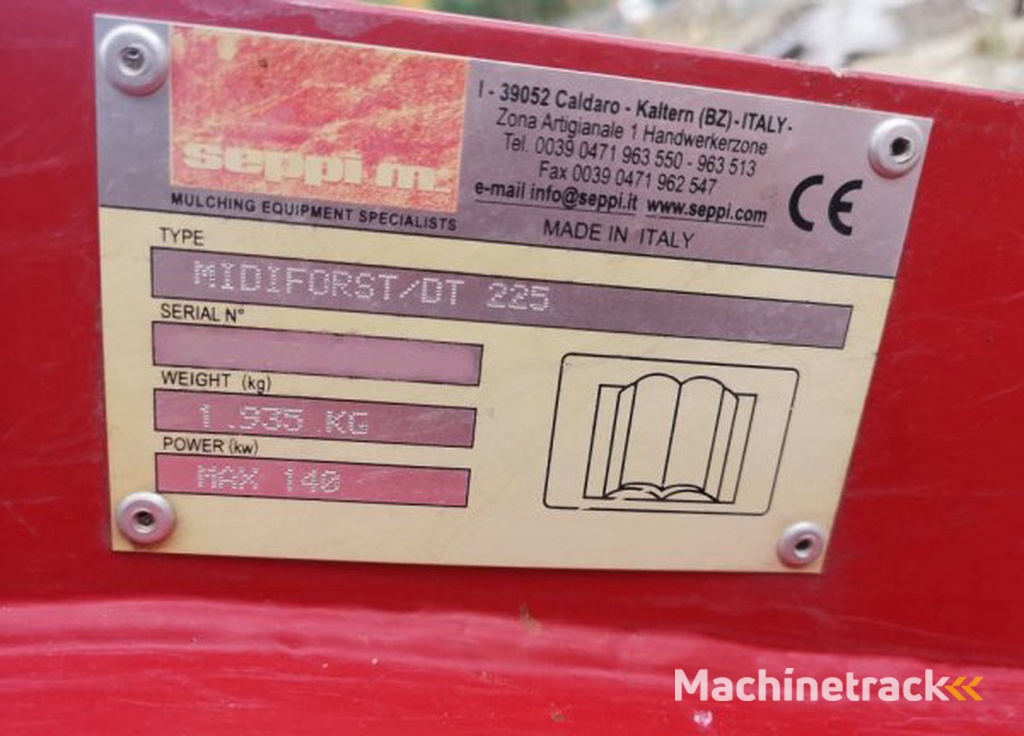 seppi m.
MULCHING EQUIPMENT SPECIALISTS
I - 39052 Caldaro - Kaltern (BZ)-ITALY-
Zona Artigianale 1 Handwerkerzone
Tel. 0039 0471 963 550 - 963 513
Fax 0039 0471 962 547
e-mail info@seppi.it www.seppi.com
MADE IN ITALY
CE
TYPE
MIDIFORST/DT 225
SERIAL N°
WEIGHT (kg)
1.935 KG
POWER (kw)
MAX 140
Machinetrack